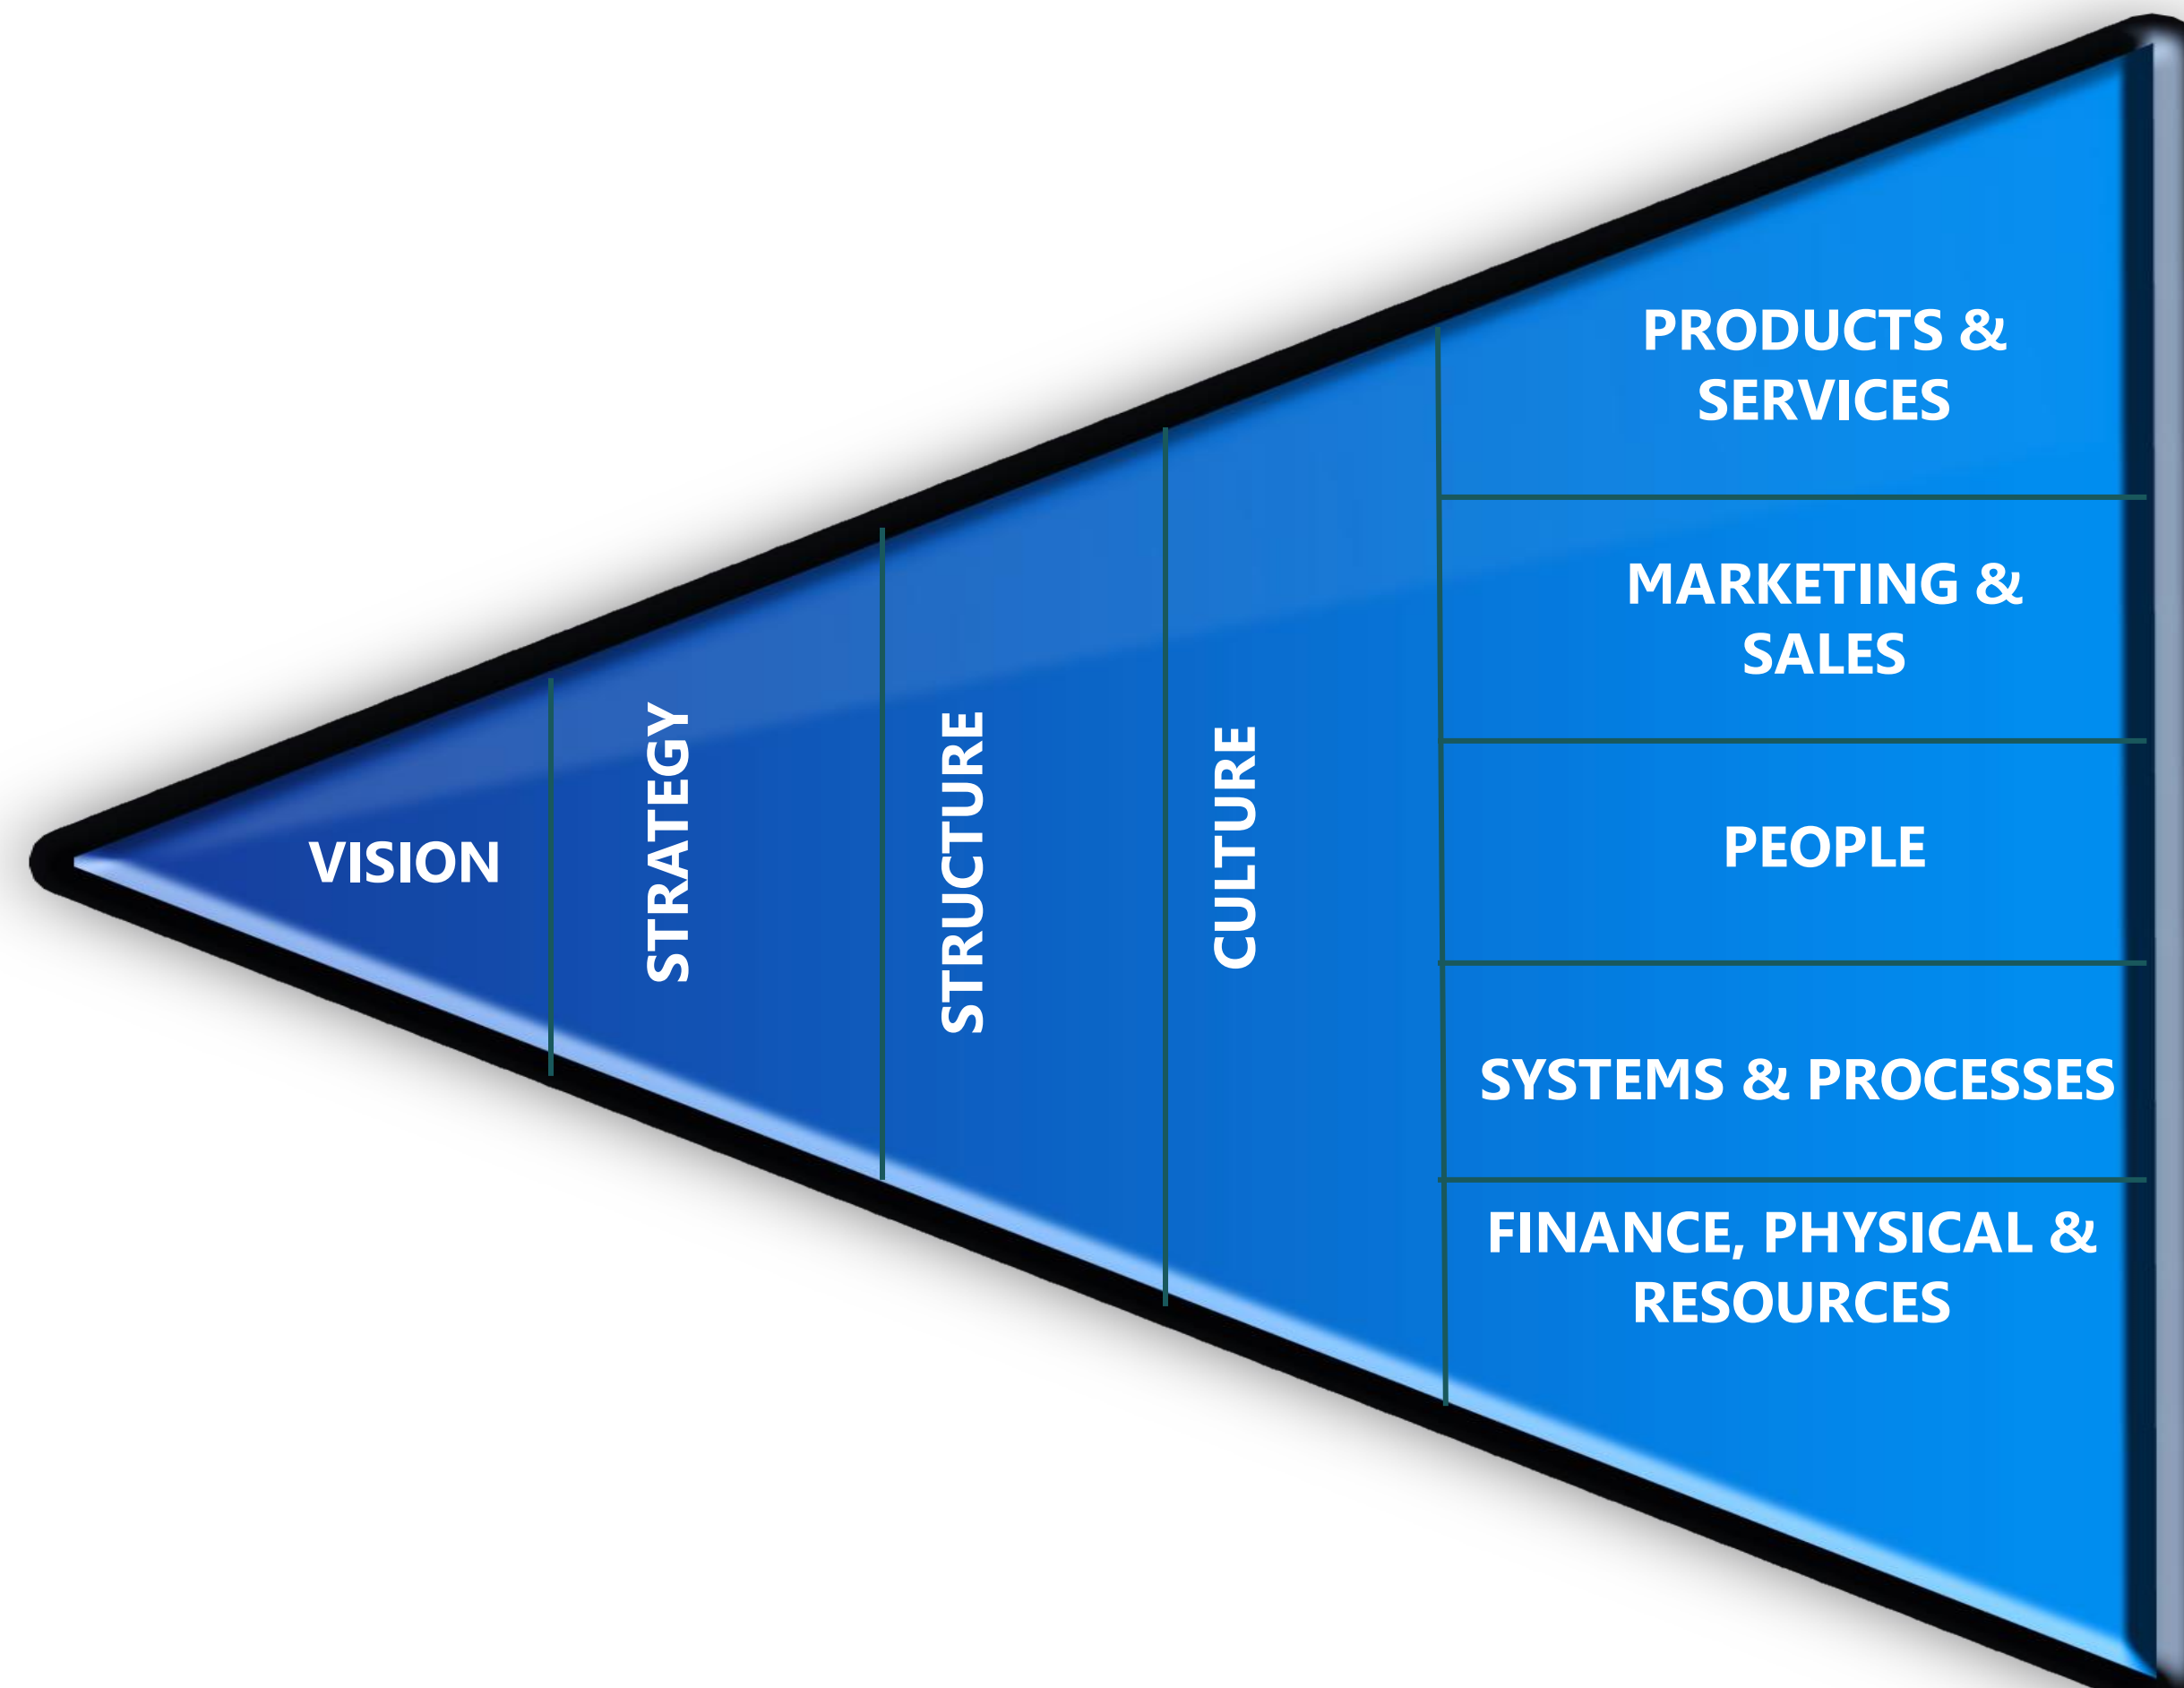 VISION
STRATEGY
STRUCTURE
CULTURE
PRODUCTS &
SERVICES
MARKETING &
SALES
PEOPLE
SYSTEMS & PROCESSES
FINANCE, PHYSICAL &
RESOURCES